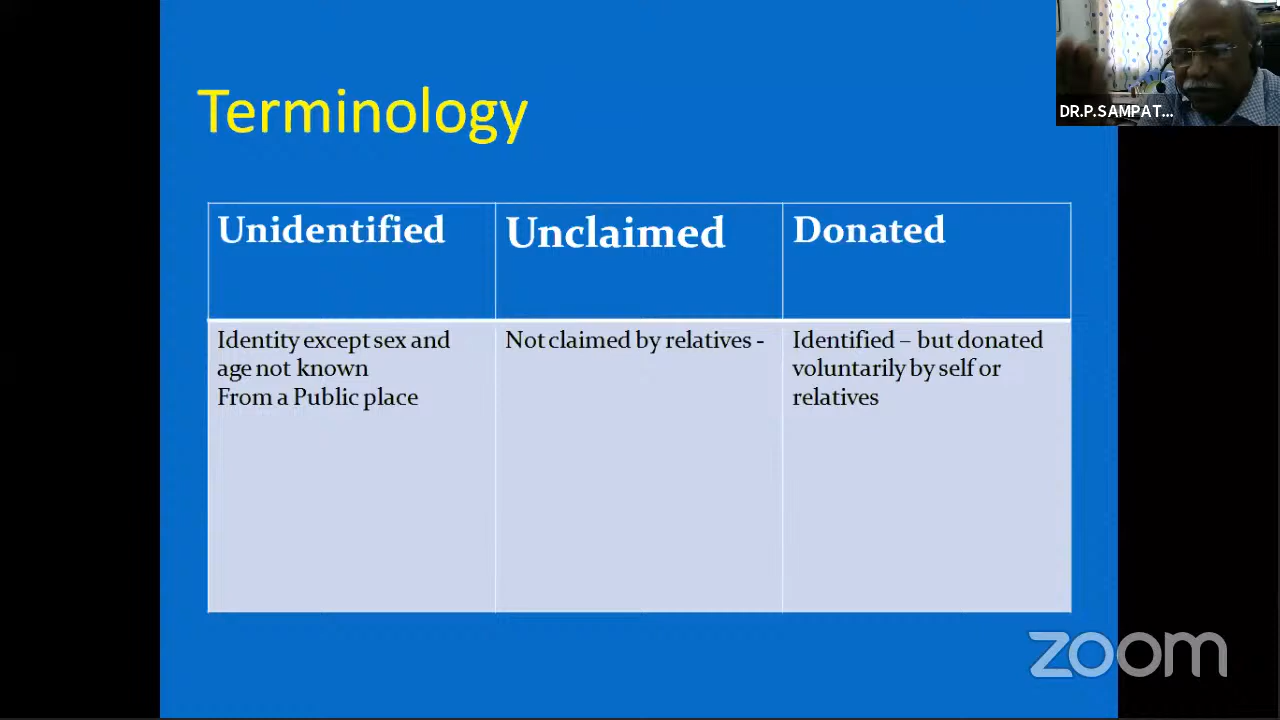 DR.P.SAMPAT...
Terminology
Unidentified
Unclaimed
Donated
Identity except sex and
age not known
From a Public place
Not claimed by relatives -
Identified – but donated
voluntarily by self or
relatives
zoom